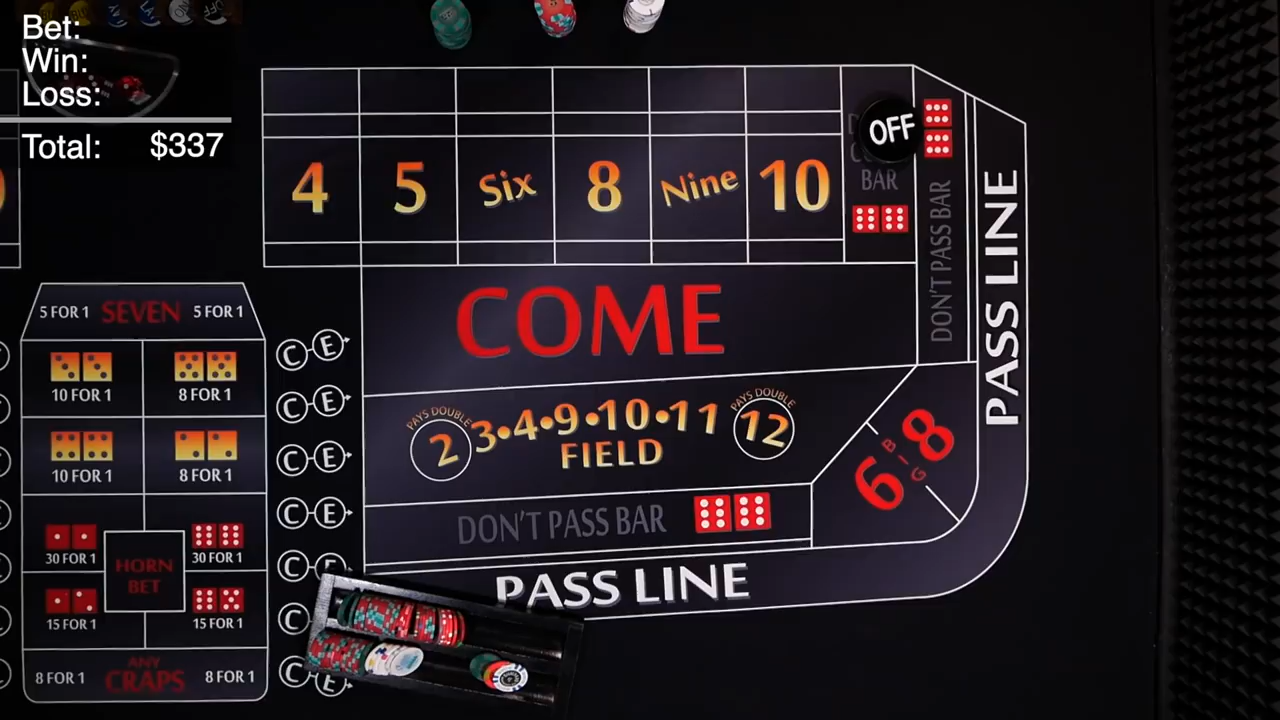 Bet:
Win:
Loss:
Total: $337
OFF
4 5 Six 8 Nine 10
BAR
DON'T PASS BAR
PASS LINE
COME
5 FOR 1 SEVEN 5 FOR 1
10 FOR 1 8 FOR 1
10 FOR 1 8 FOR 1
30 FOR 1 30 FOR 1
HORN
BET
15 FOR 1 15 FOR 1
ANY
8 FOR 1 CRAPS 8 FOR 1
C E
C E
C E
C E
C E
C
C E
PAYS DOUBLE PAYS DOUBLE
2 3•4•9•10•11 12
FIELD
6 8
BIG
DON'T PASS BAR
PASS LINE